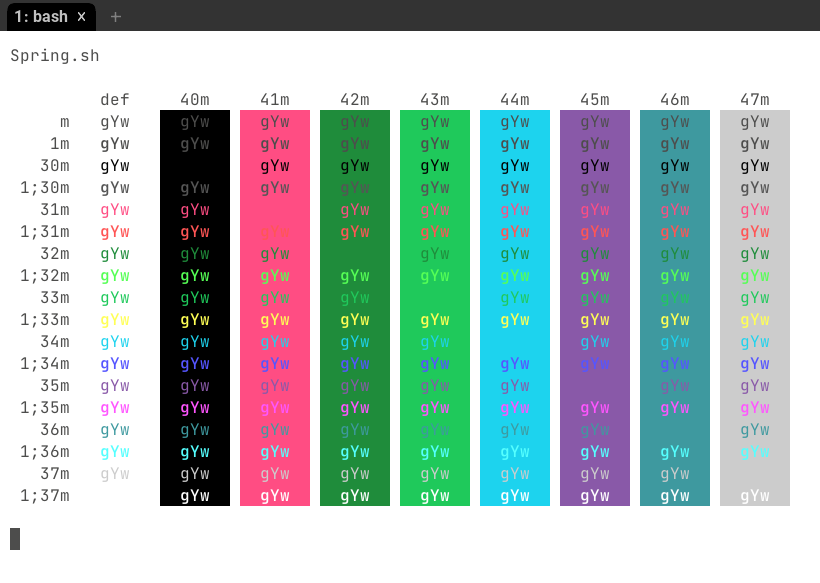 1: bash × +
Spring.sh
def 40m 41m 42m 43m 44m 45m 46m 47m
m gYw gYw gYw gYw gYw gYw gYw gYw gYw
1m gYw gYw gYw gYw gYw gYw gYw gYw gYw
30m gYw gYw gYw gYw gYw gYw gYw gYw
1;30m gYw gYw gYw gYw gYw gYw gYw gYw gYw
31m gYw gYw gYw gYw gYw gYw gYw gYw
1;31m gYw gYw gYw gYw gYw gYw gYw gYw gYw
32m gYw gYw gYw gYw gYw gYw gYw gYw
1;32m gYw gYw gYw gYw gYw gYw gYw gYw gYw
33m gYw gYw gYw gYw gYw gYw gYw gYw
1;33m gYw gYw gYw gYw gYw gYw gYw gYw gYw
34m gYw gYw gYw gYw gYw gYw gYw gYw
1;34m gYw gYw gYw gYw gYw gYw gYw gYw gYw
35m gYw gYw gYw gYw gYw gYw gYw gYw
1;35m gYw gYw gYw gYw gYw gYw gYw gYw gYw
36m gYw gYw gYw gYw gYw gYw gYw gYw
1;36m gYw gYw gYw gYw gYw gYw gYw gYw gYw
37m gYw gYw gYw gYw gYw gYw gYw gYw
1;37m gYw gYw gYw gYw gYw gYw gYw gYw